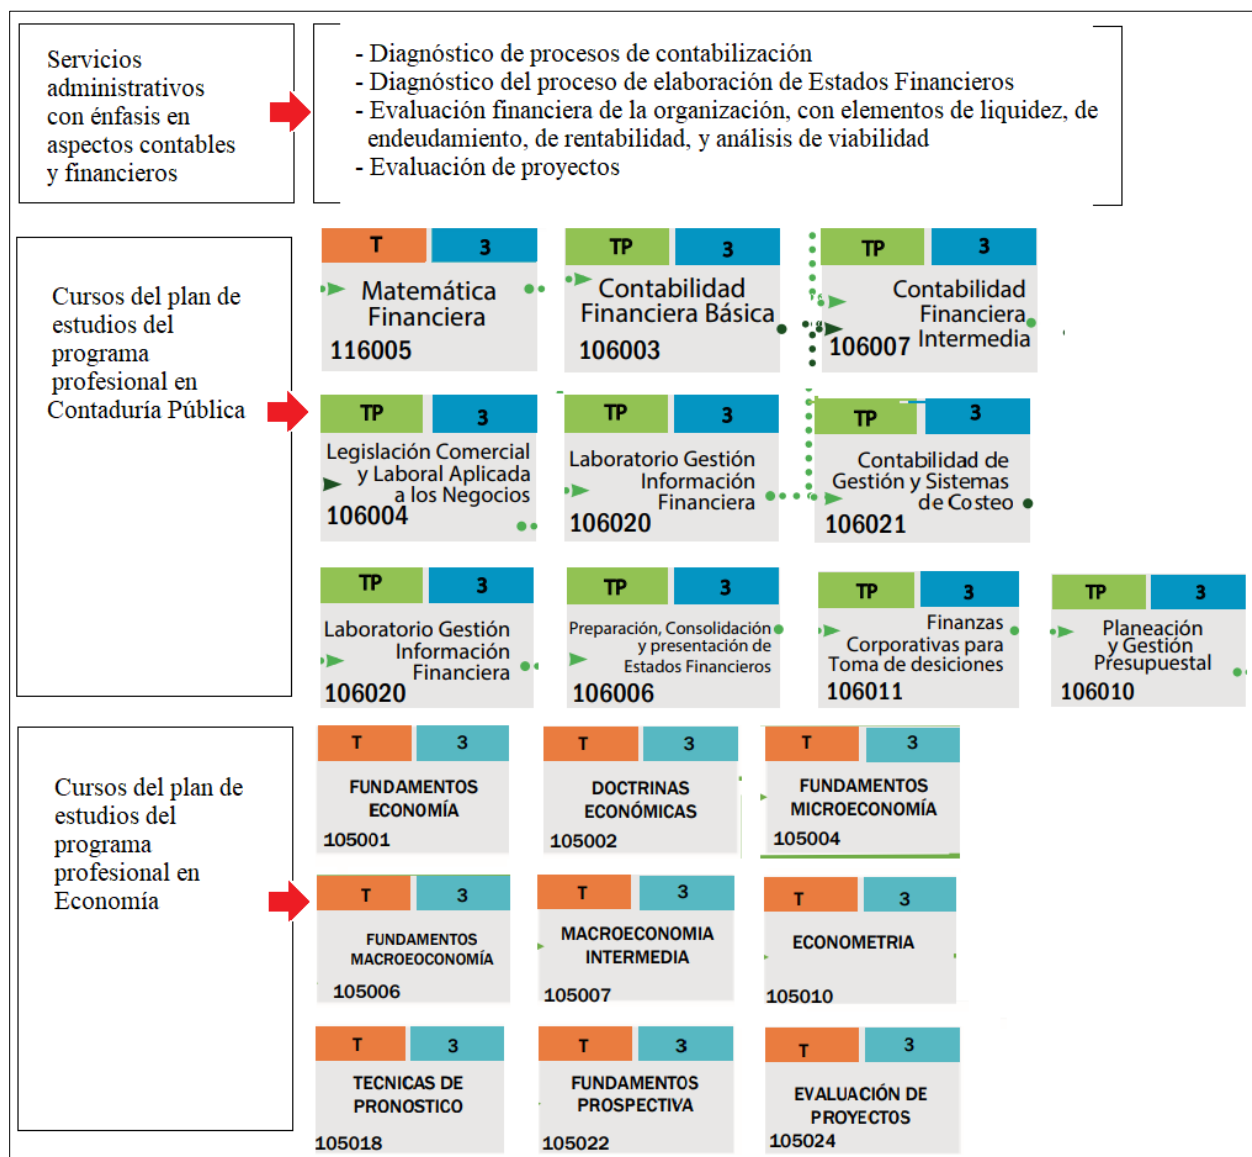 Servicios
administrativos
con énfasis en
aspectos contables
y financieros
- Diagnóstico de procesos de contabilización
- Diagnóstico del proceso de elaboración de Estados Financieros
- Evaluación financiera de la organización, con elementos de liquidez, de
endeudamiento, de rentabilidad, y análisis de viabilidad
- Evaluación de proyectos
Cursos del plan de
estudios del
programa
profesional en
Contaduría Pública
T 3
Matemática
Financiera
116005
TP 3
Contabilidad
Financiera Básica
106003
TP 3
Contabilidad
Financiera
Intermedia
106007
TP 3
Legislación Comercial
y Laboral Aplicada
a los Negocios
106004
TP 3
Laboratorio Gestión
Información
Financiera
106020
TP 3
Contabilidad de
Gestión y Sistemas
de Costeo
106021
TP 3
Laboratorio Gestión
Información
Financiera
106020
TP 3
Preparación, Consolidación
y presentación de
Estados Financieros
106006
TP 3
Finanzas
Corporativas para
Toma de desiciones
106011
TP 3
Planeación
y Gestión
Presupuestal
106010
Cursos del plan de
estudios del
programa
profesional en
Economía
T 3
FUNDAMENTOS
ECONOMÍA
105001
T 3
DOCTRINAS
ECONÓMICAS
105002
T 3
FUNDAMENTOS
MICROECONOMÍA
105004
T 3
FUNDAMENTOS
MACROEOCONOMÍA
105006
T 3
MACROECONOMIA
INTERMEDIA
105007
T 3
ECONOMETRIA
105010
T 3
TECNICAS DE
PRONOSTICO
105018
T 3
FUNDAMENTOS
PROSPECTIVA
105022
T 3
EVALUACIÓN DE
PROYECTOS
105024